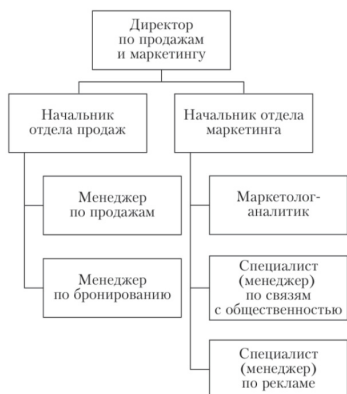 Директор
по продажам
и маркетингу
Начальник
отдела продаж
Начальник отдела
маркетинга
Менеджер
по продажам
Маркетолог-
аналитик
Менеджер
по бронированию
Специалист
(менеджер)
по связям
с общественностью
Специалист
(менеджер)
по рекламе